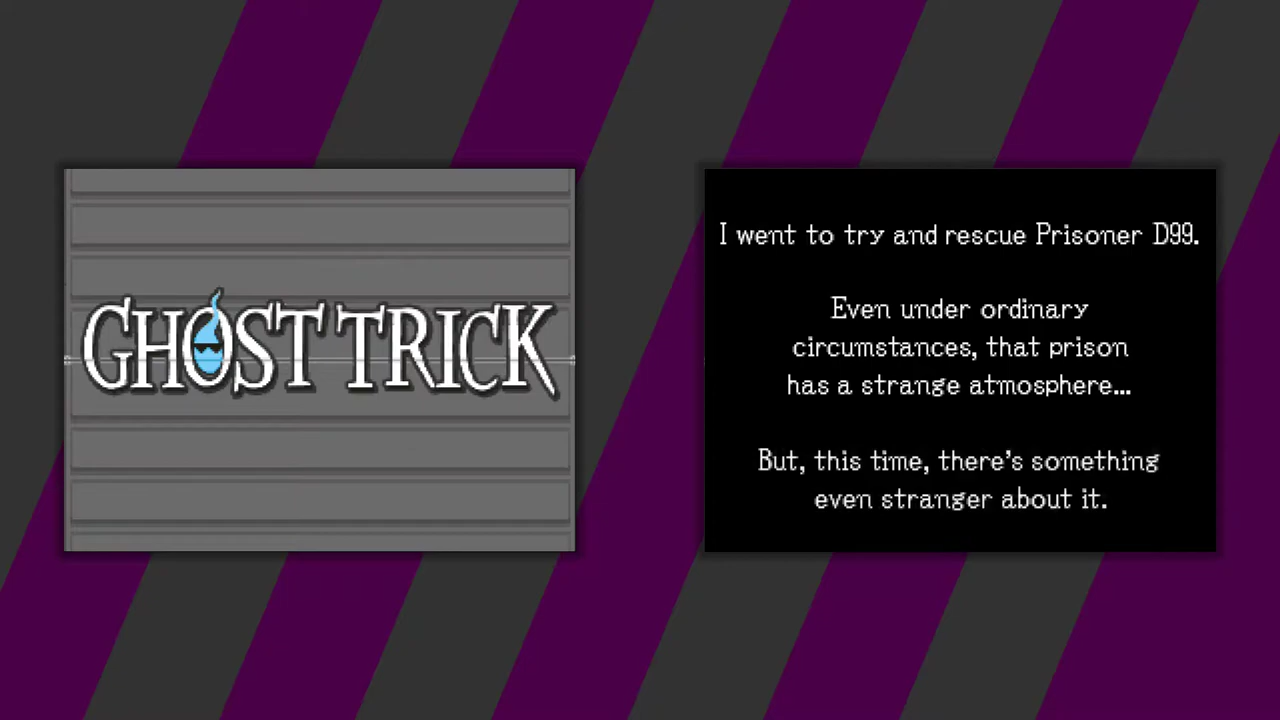 GHOST TRICK
I went to try and rescue Prisoner D99.
Even under ordinary
circumstances, that prison
has a strange atmosphere...
But, this time, there's something
even stranger about it.